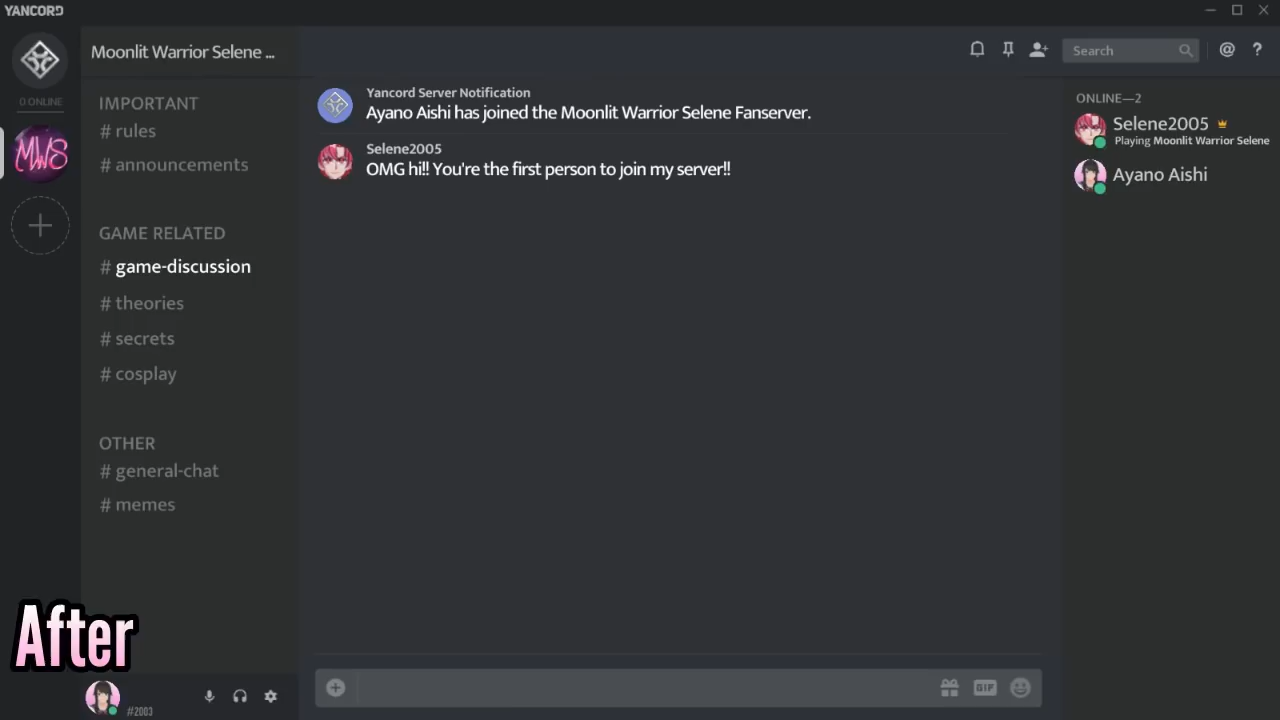 YANCORD
0 ONLINE
MWS
Moonlit Warrior Selene ...
IMPORTANT
# rules
# announcements
GAME RELATED
# game-discussion
# theories
# secrets
# cosplay
OTHER
# general-chat
# memes
After
#2003
Search
@
?
Yancord Server Notification
Ayano Aishi has joined the Moonlit Warrior Selene Fanserver.
Selene2005
OMG hi!! You're the first person to join my server!!
GIF
ONLINE—2
Selene2005
Playing Moonlit Warrior Selene
Ayano Aishi